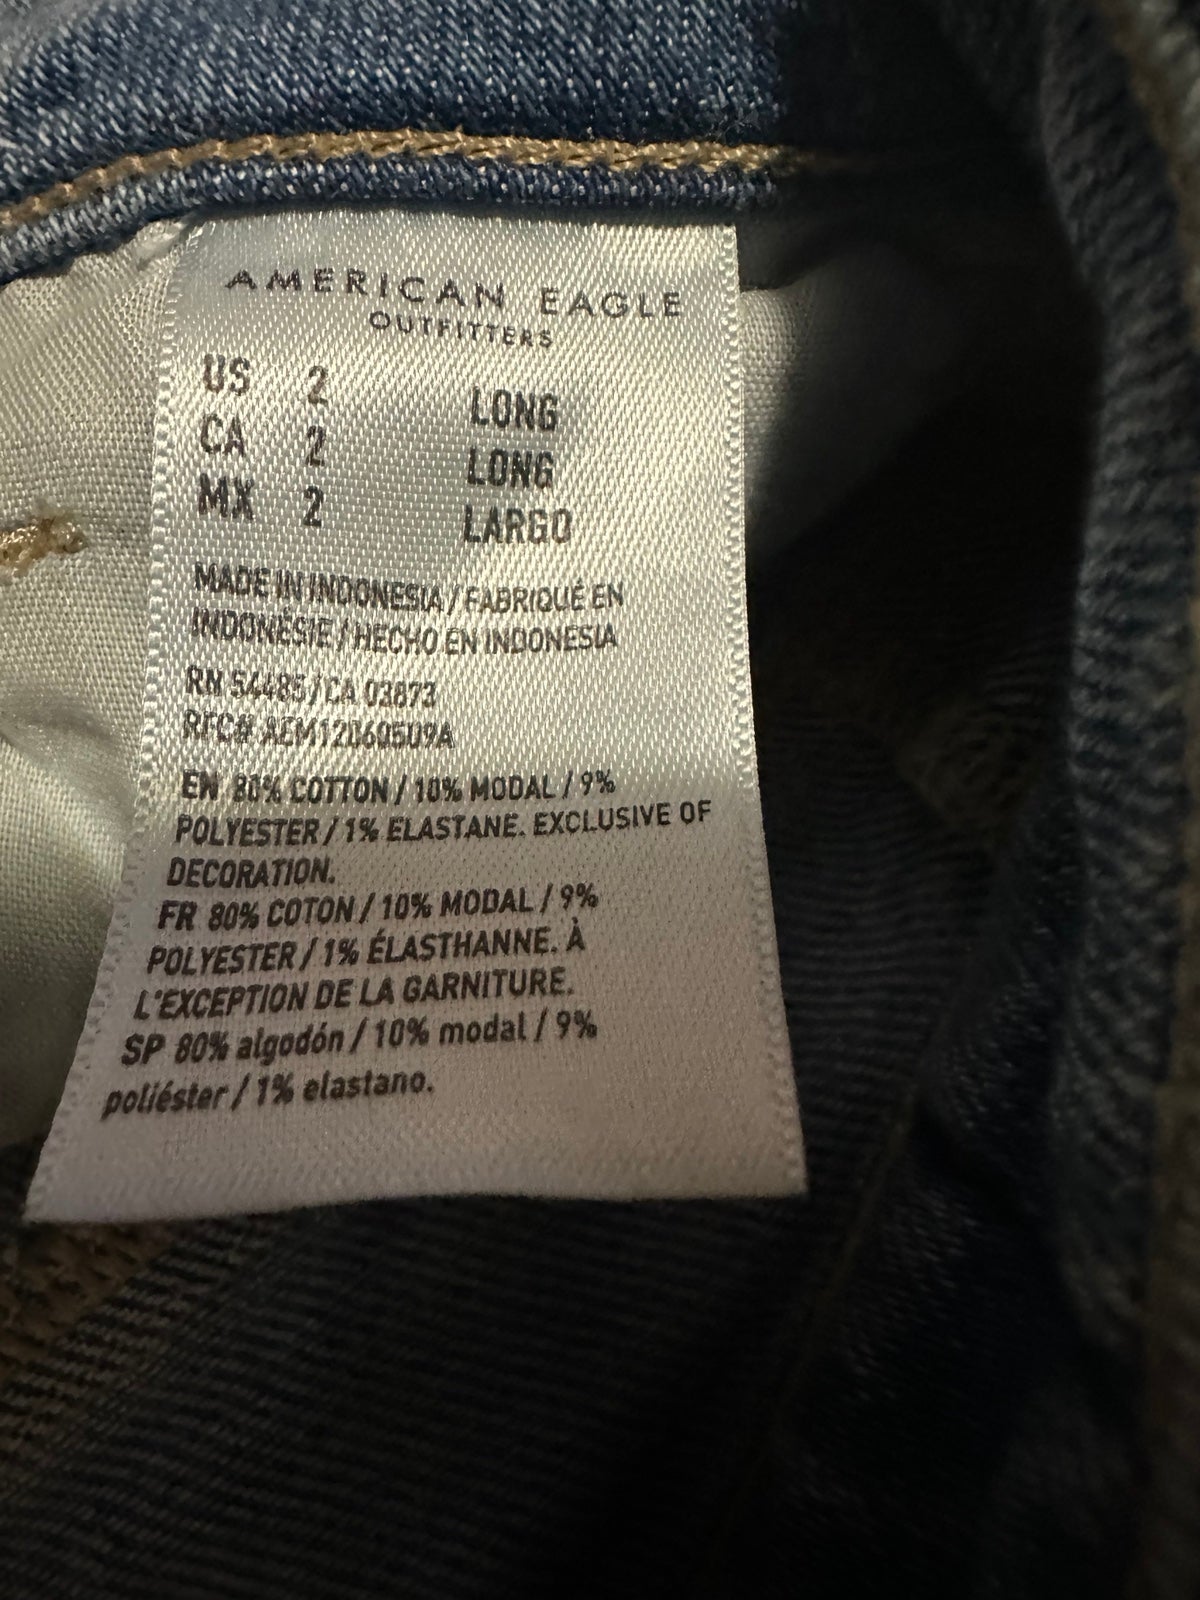 AMERICAN EAGLE
OUTFITTERS
US 2 LONG
CA 2 LONG
MX 2 LARGO
MADE IN INDONESIA / FABRIQUÉ EN
INDONÉSIE / HECHO EN INDONESIA
RN 54485 / CA 03873
RFC# AEM120605U9A
EN 80% COTTON / 10% MODAL / 9%
POLYESTER / 1% ELASTANE. EXCLUSIVE OF
DECORATION.
FR 80% COTON / 10% MODAL / 9%
POLYESTER / 1% ÉLASTHANNE. À
L'EXCEPTION DE LA GARNITURE.
SP 80% algodón / 10% modal / 9%
poliéster / 1% elastano.